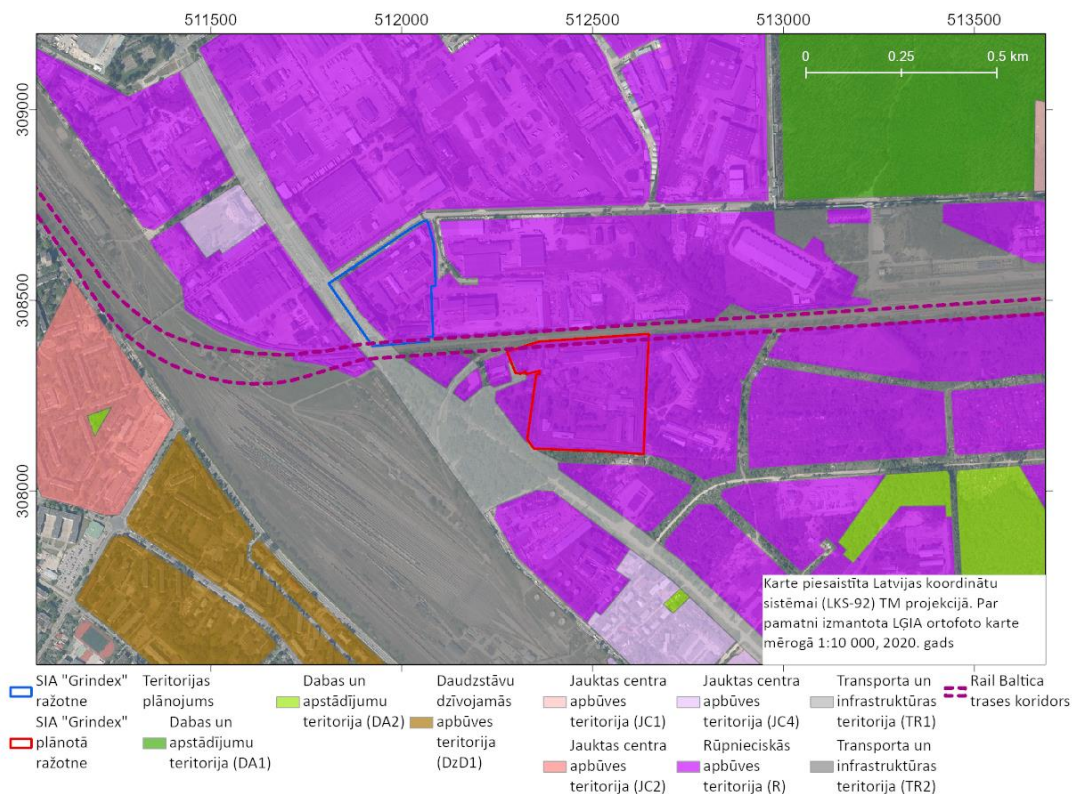 511500 512000 512500 513000 513500
309000
308500
308000
0 0.25 0.5 km
Karte piesaistīta Latvijas koordinātu
sistēmai (LKS-92) TM projekcijā. Par
pamatni izmantota LĢIA ortofoto karte
mērogā 1:10 000, 2020. gads
SIA "Grindex"
ražotne
SIA "Grindex"
plānotā
ražotne
Teritorijas
plānojums
Dabas un
apstādījumu
teritorija (DA1)
Dabas un
apstādījumu
teritorija (DA2)
Daudzstāvu
dzīvojamās
apbūves
teritorija
(DzD1)
Jauktas centra
apbūves
teritorija (JC1)
Jauktas centra
apbūves
teritorija (JC2)
Jauktas centra
apbūves
teritorija (JC4)
Rūpnieciskās
apbūves
teritorija (R)
Transporta un
infrastruktūras
teritorija (TR1)
Transporta un
infrastruktūras
teritorija (TR2)
Rail Baltica
trases koridors